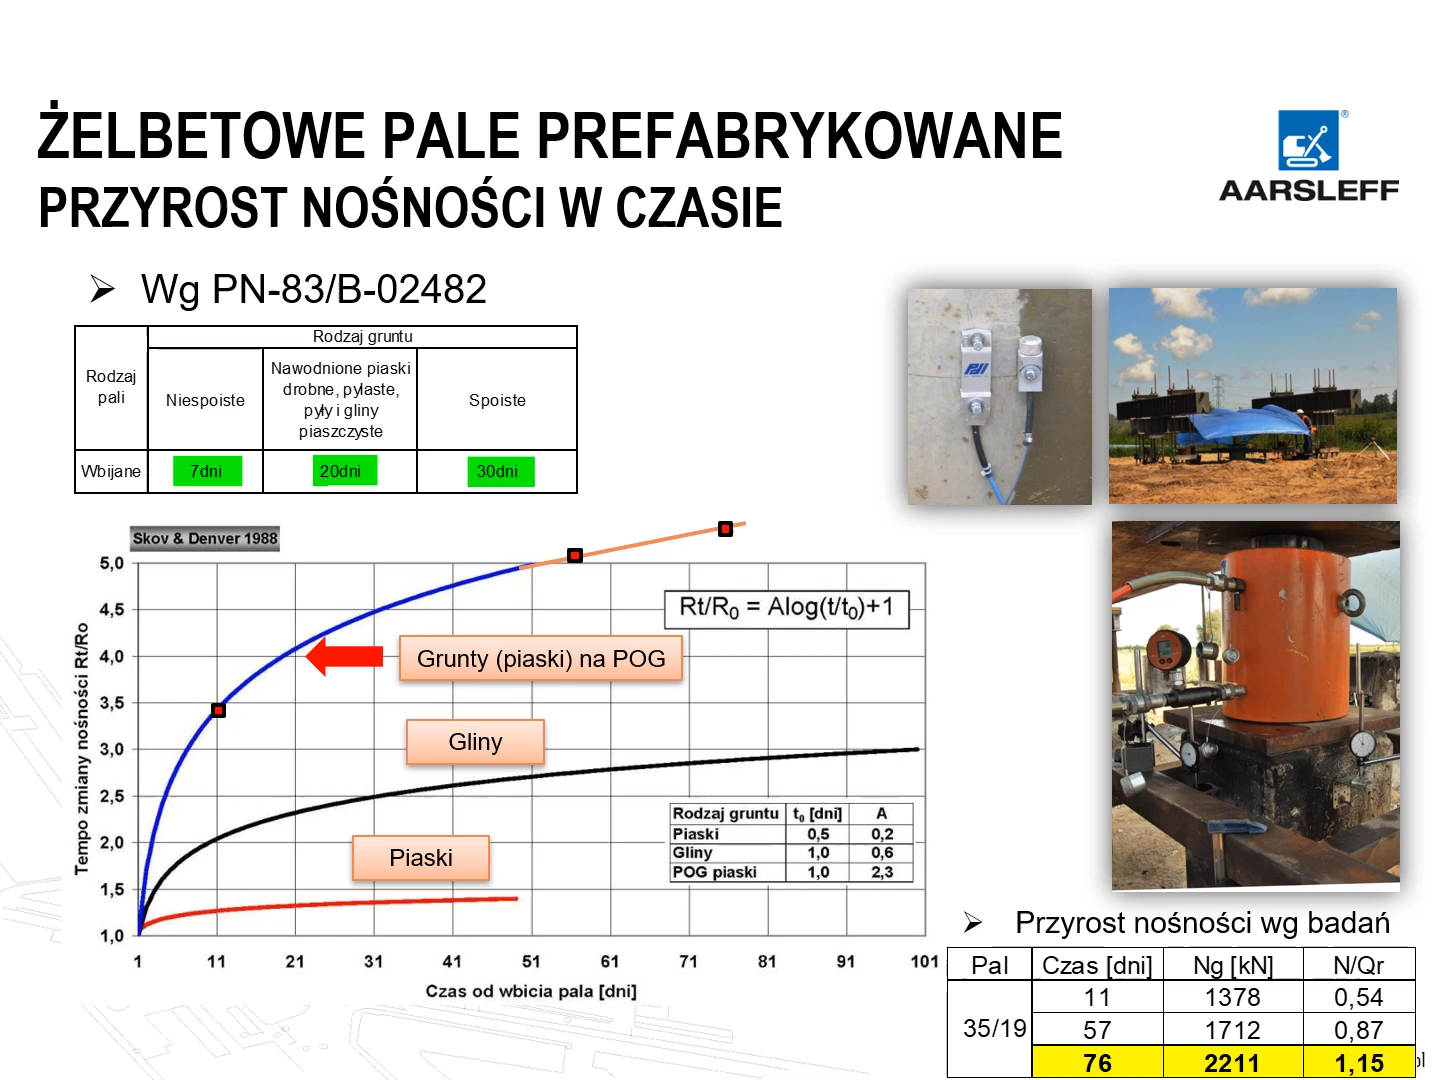 ŻELBETOWE PALE PREFABRYKOWANE
PRZYROST NOŚNOŚCI W CZASIE
®
AARSLEFF
Wg PN-83/B-02482
Rodzaj pali
Rodzaj gruntu
Niespoiste
Nawodnione piaski
drobne, pylaste,
pyły i gliny
piaszczyste
Spoiste
Wbijane 7dni 20dni 30dni
Skov & Denver 1988
Tempo zmiany nośności Rt/Ro
5,0
4,5
4,0
3,5
3,0
2,5
2,0
1,5
1,0
Rt/R₀ = Alog(t/t₀)+1
Grunty (piaski) na POG
Gliny
Piaski
Rodzaj gruntu t₀ [dni] A
Piaski 0,5 0,2
Gliny 1,0 0,6
POG piaski 1,0 2,3
1 11 21 31 41 51 61 71 81 91 101
Czas od wbicia pala [dni]
Przyrost nośności wg badań
Pal Czas [dni] Ng [kN] N/Qr
35/19
11 1378 0,54
57 1712 0,87
76 2211 1,15